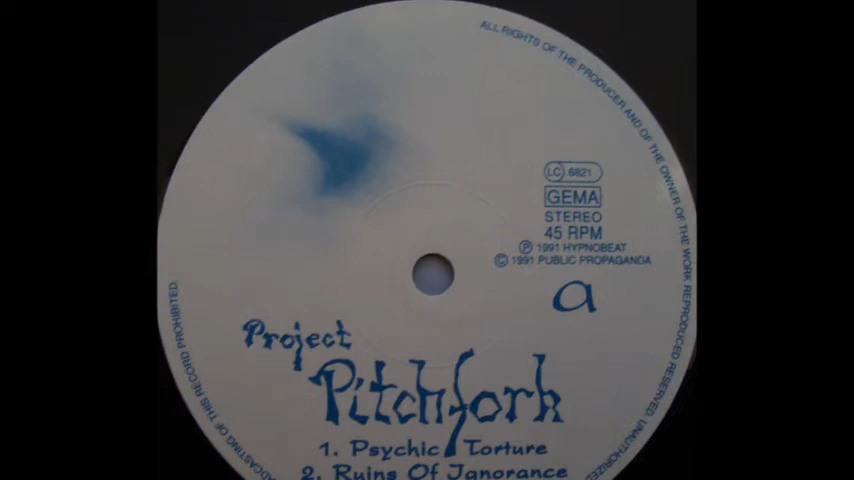 ALL RIGHTS OF THE PRODUCER AND OF THE OWNER OF THE WORK REPRODUCED RESERVED. UNAUTHORIZED
LC 6821
GEMA
STEREO
45 RPM
Ⓟ 1991 HYPNOBEAT
© 1991 PUBLIC PROPAGANDA
a
Project
Pitchfork
1. Psychic Torture
2. Ruins Of Ignorance
OF THIS RECORD PROHIBITED.